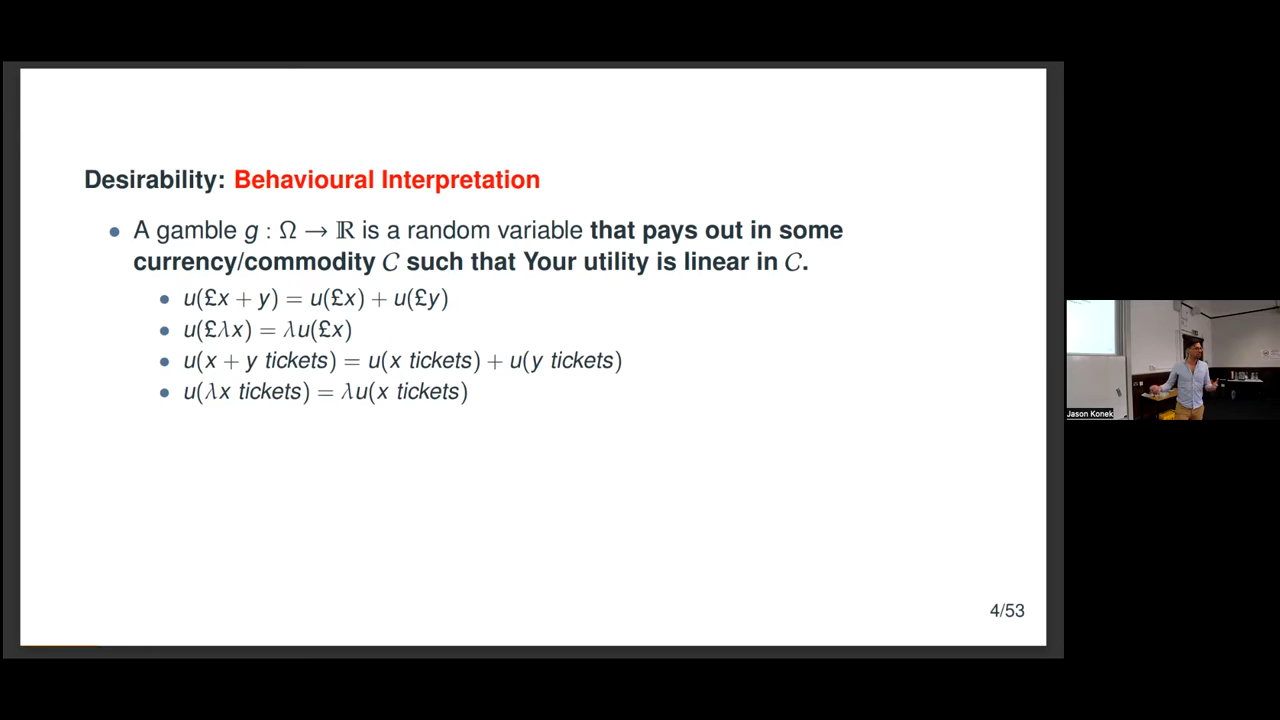 Desirability: Behavioural Interpretation
• A gamble g : Ω → ℝ is a random variable that pays out in some
currency/commodity 𝒞 such that Your utility is linear in 𝒞.
• u(£x + y) = u(£x) + u(£y)
• u(£λx) = λu(£x)
• u(x + y tickets) = u(x tickets) + u(y tickets)
• u(λx tickets) = λu(x tickets)
4/53
Jason Konek